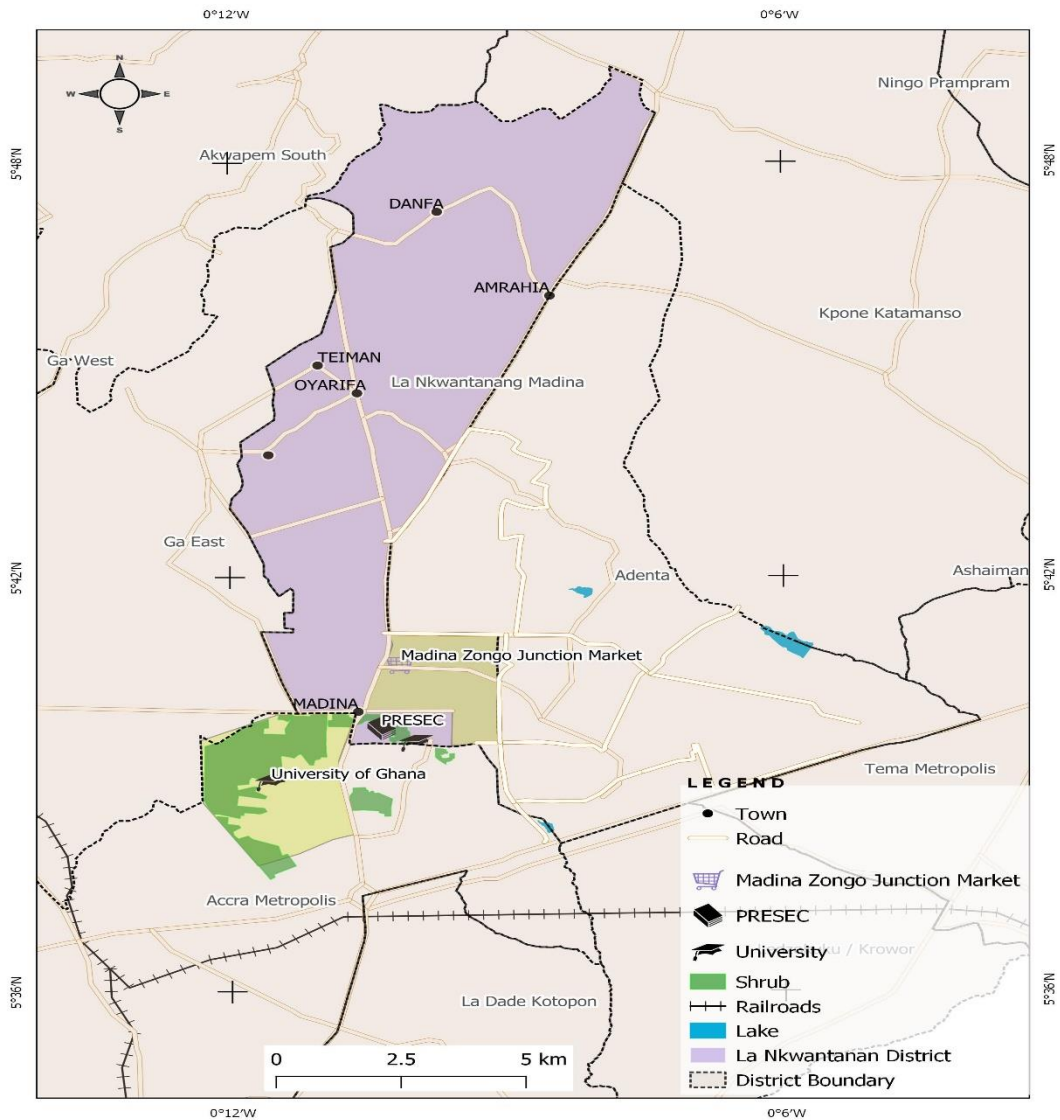 0°12'W 0°6'W
N
W E
S
Ningo Prampram
Akwapem South
5°48'N 5°48'N
DANFA
AMRAHIA
Kpone Katamanso
Ga West
TEIMAN
La Nkwantanang Madina
OYARIFA
Ga East
5°42'N 5°42'N
Adenta
Ashaiman
Madina Zongo Junction Market
MADINA
PRESEC
University of Ghana
Tema Metropolis
Accra Metropolis
La Dade Kotopon
/ Krowor
5°36'N 5°36'N
LEGEND
Town
Road
Madina Zongo Junction Market
PRESEC
University
Shrub
Railroads
Lake
La Nkwantanan District
District Boundary
0 2.5 5 km
0°12'W 0°6'W